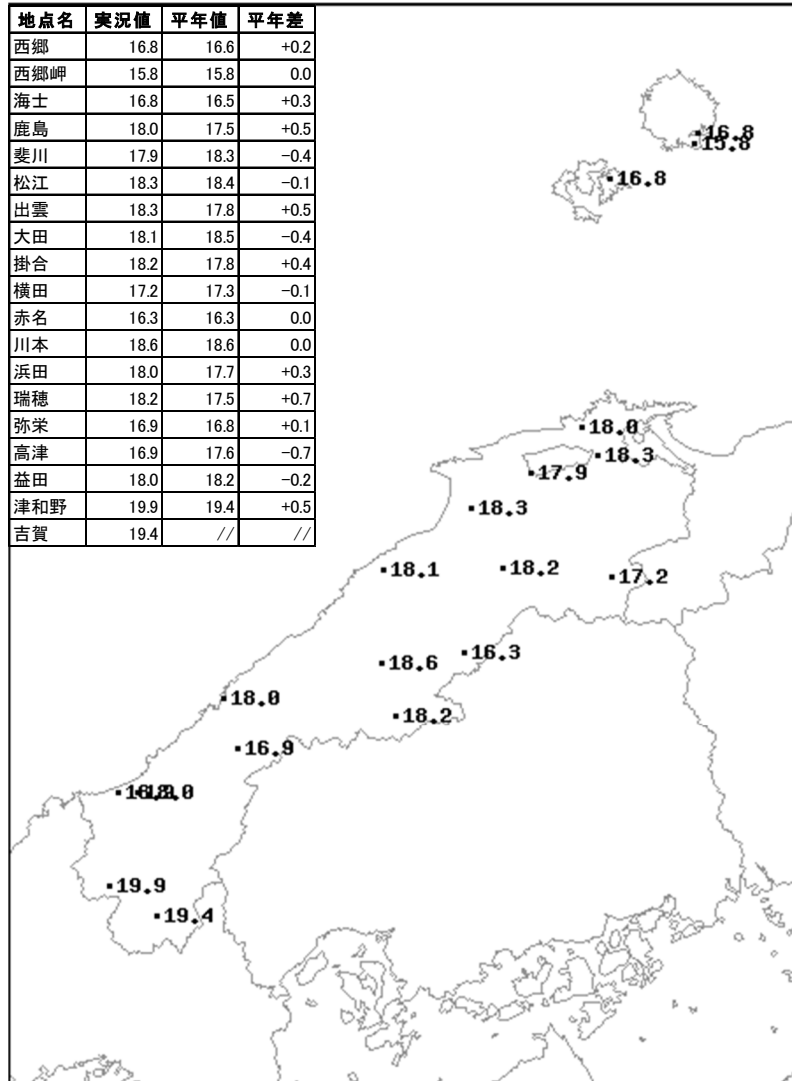 地点名 実況値 平年値 平年差
西郷 16.8 16.6 +0.2
西郷岬 15.8 15.8 0.0
海士 16.8 16.5 +0.3
鹿島 18.0 17.5 +0.5
斐川 17.9 18.3 −0.4
松江 18.3 18.4 −0.1
出雲 18.3 17.8 +0.5
大田 18.1 18.5 −0.4
掛合 18.2 17.8 +0.4
横田 17.2 17.3 −0.1
赤名 16.3 16.3 0.0
川本 18.6 18.6 0.0
浜田 18.0 17.7 +0.3
瑞穂 18.2 17.5 +0.7
弥栄 16.9 16.8 +0.1
高津 16.9 17.6 −0.7
益田 18.0 18.2 −0.2
津和野 19.9 19.4 +0.5
吉賀 19.4 // //
16.8
15.8
16.8
18.0
18.3
17.9
18.3
18.1
18.2
17.2
16.3
18.6
18.0
18.2
16.9
16.9
18.0
19.9
19.4